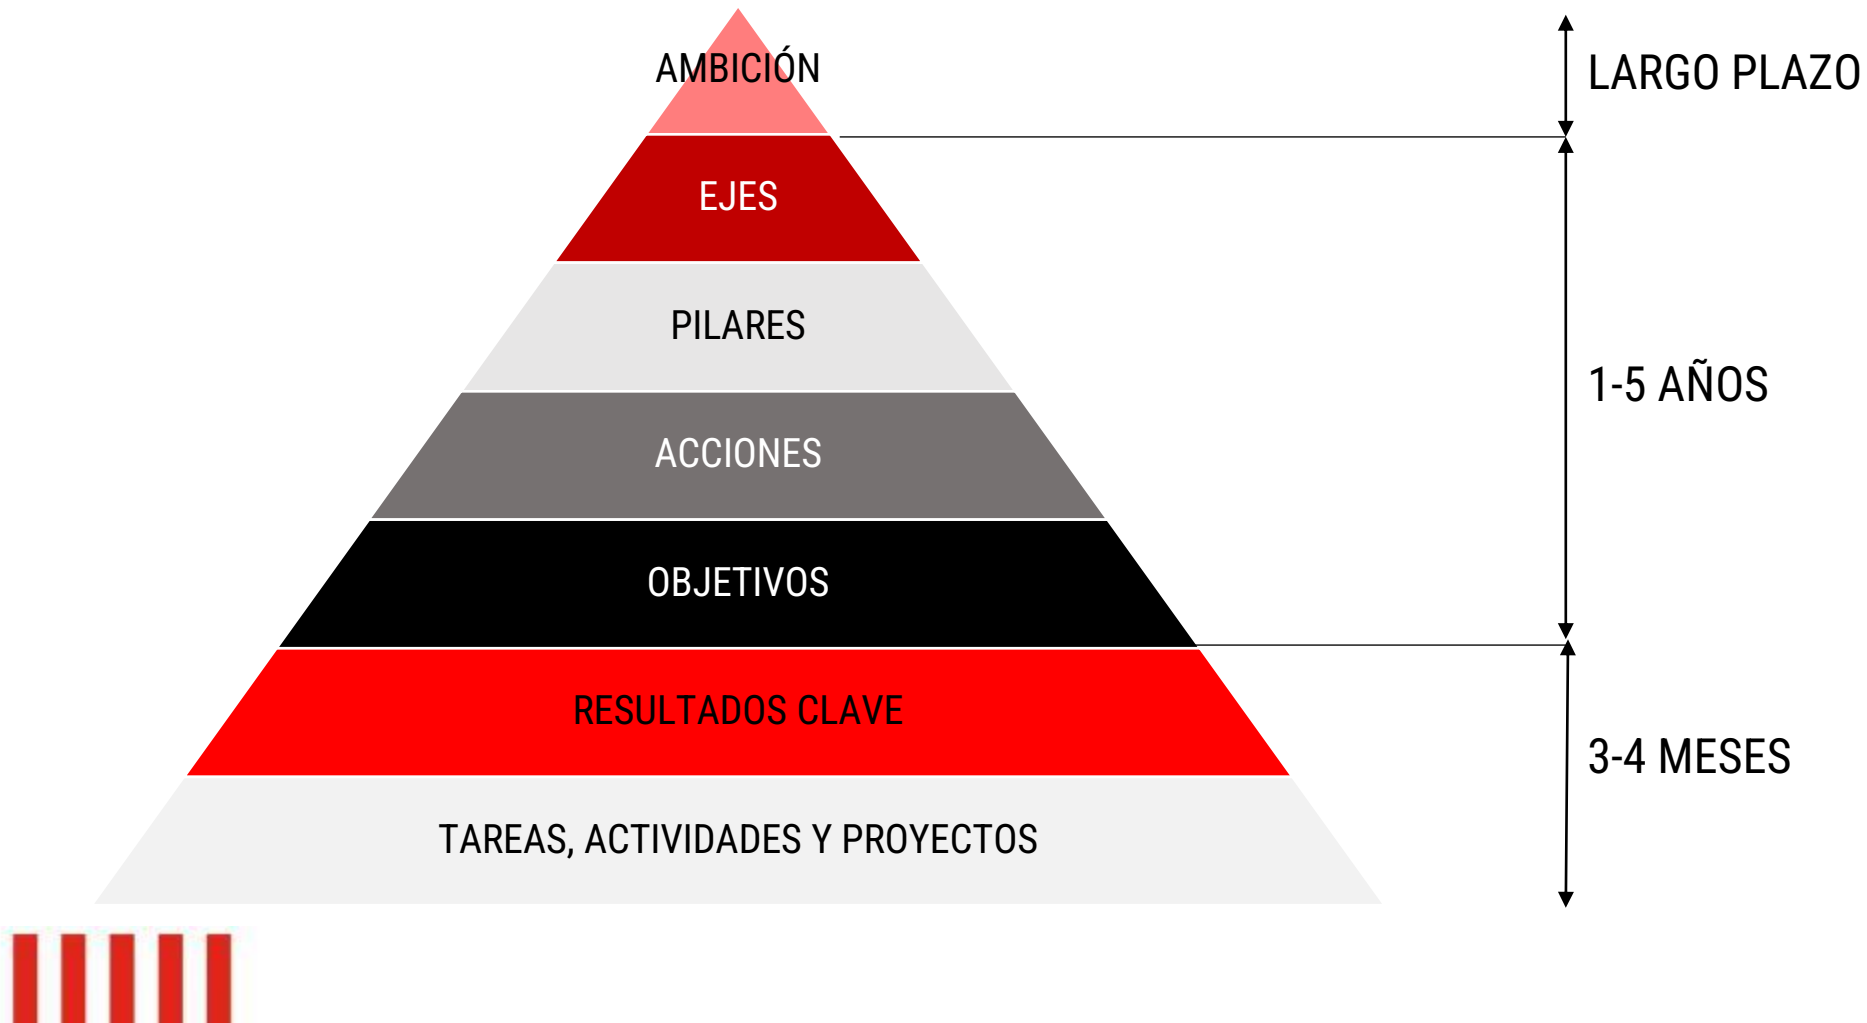 AMBICIÓN
LARGO PLAZO
EJES
PILARES
1-5 AÑOS
ACCIONES
OBJETIVOS
RESULTADOS CLAVE
3-4 MESES
TAREAS, ACTIVIDADES Y PROYECTOS